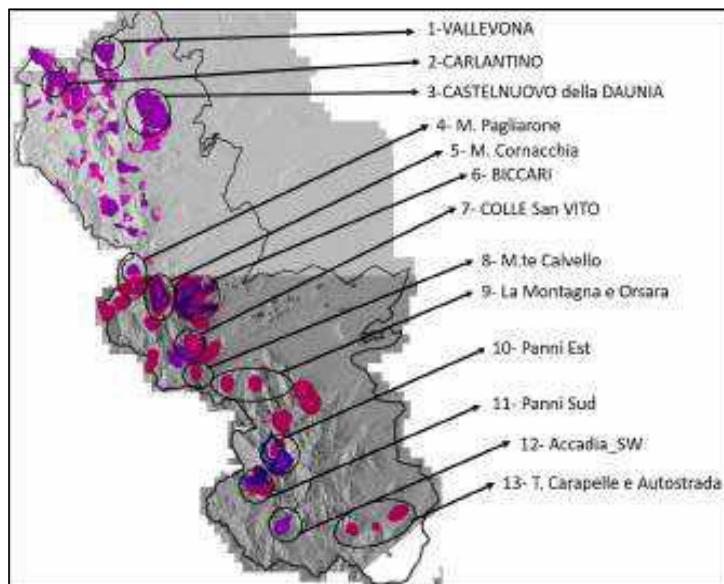 1-VALLEVONA
2-CARLANTINO
3-CASTELNUOVO della DAUNIA
4- M. Pagliarone
5- M. Cornacchia
6- BICCARI
7- COLLE San VITO
8- M.te Calvello
9- La Montagna e Orsara
10- Panni Est
11- Panni Sud
12- Accadia_SW
13- T. Carapelle e Autostrada